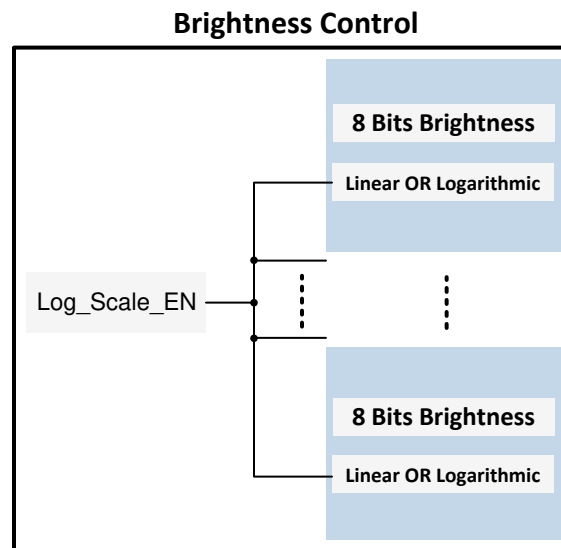 Brightness Control
8 Bits Brightness
Linear OR Logarithmic
Log_Scale_EN
8 Bits Brightness
Linear OR Logarithmic